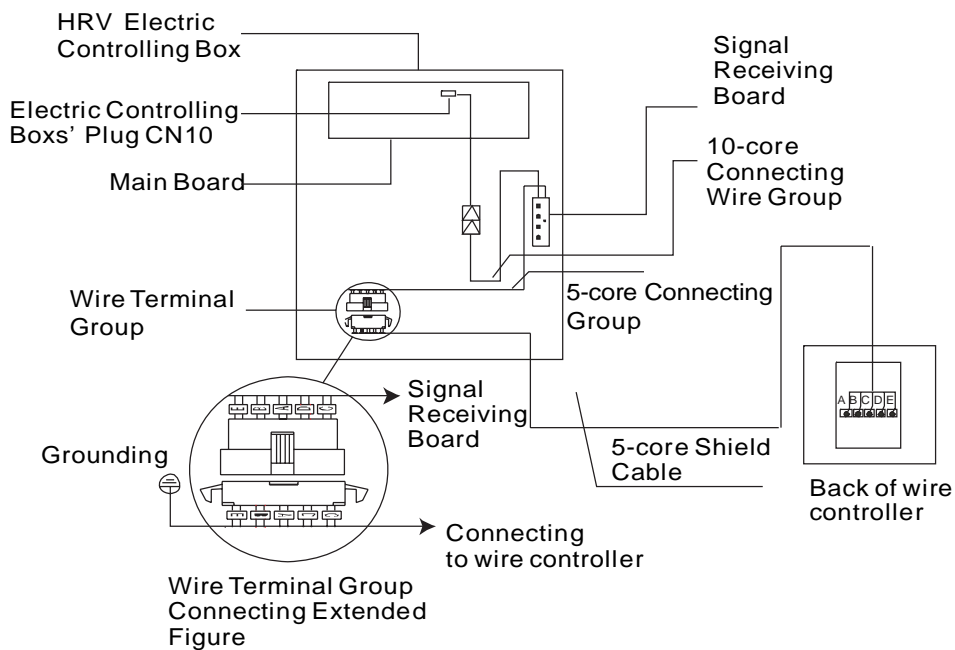 HRV Electric
Controlling Box
Electric Controlling
Boxs' Plug CN10
Main Board
Signal
Receiving
Board
10-core
Connecting
Wire Group
Wire Terminal
Group
5-core Connecting
Group
A B C D E
Signal
Receiving
Board
Grounding
5-core Shield
Cable
Back of wire
controller
Connecting
to wire controller
Wire Terminal Group
Connecting Extended
Figure